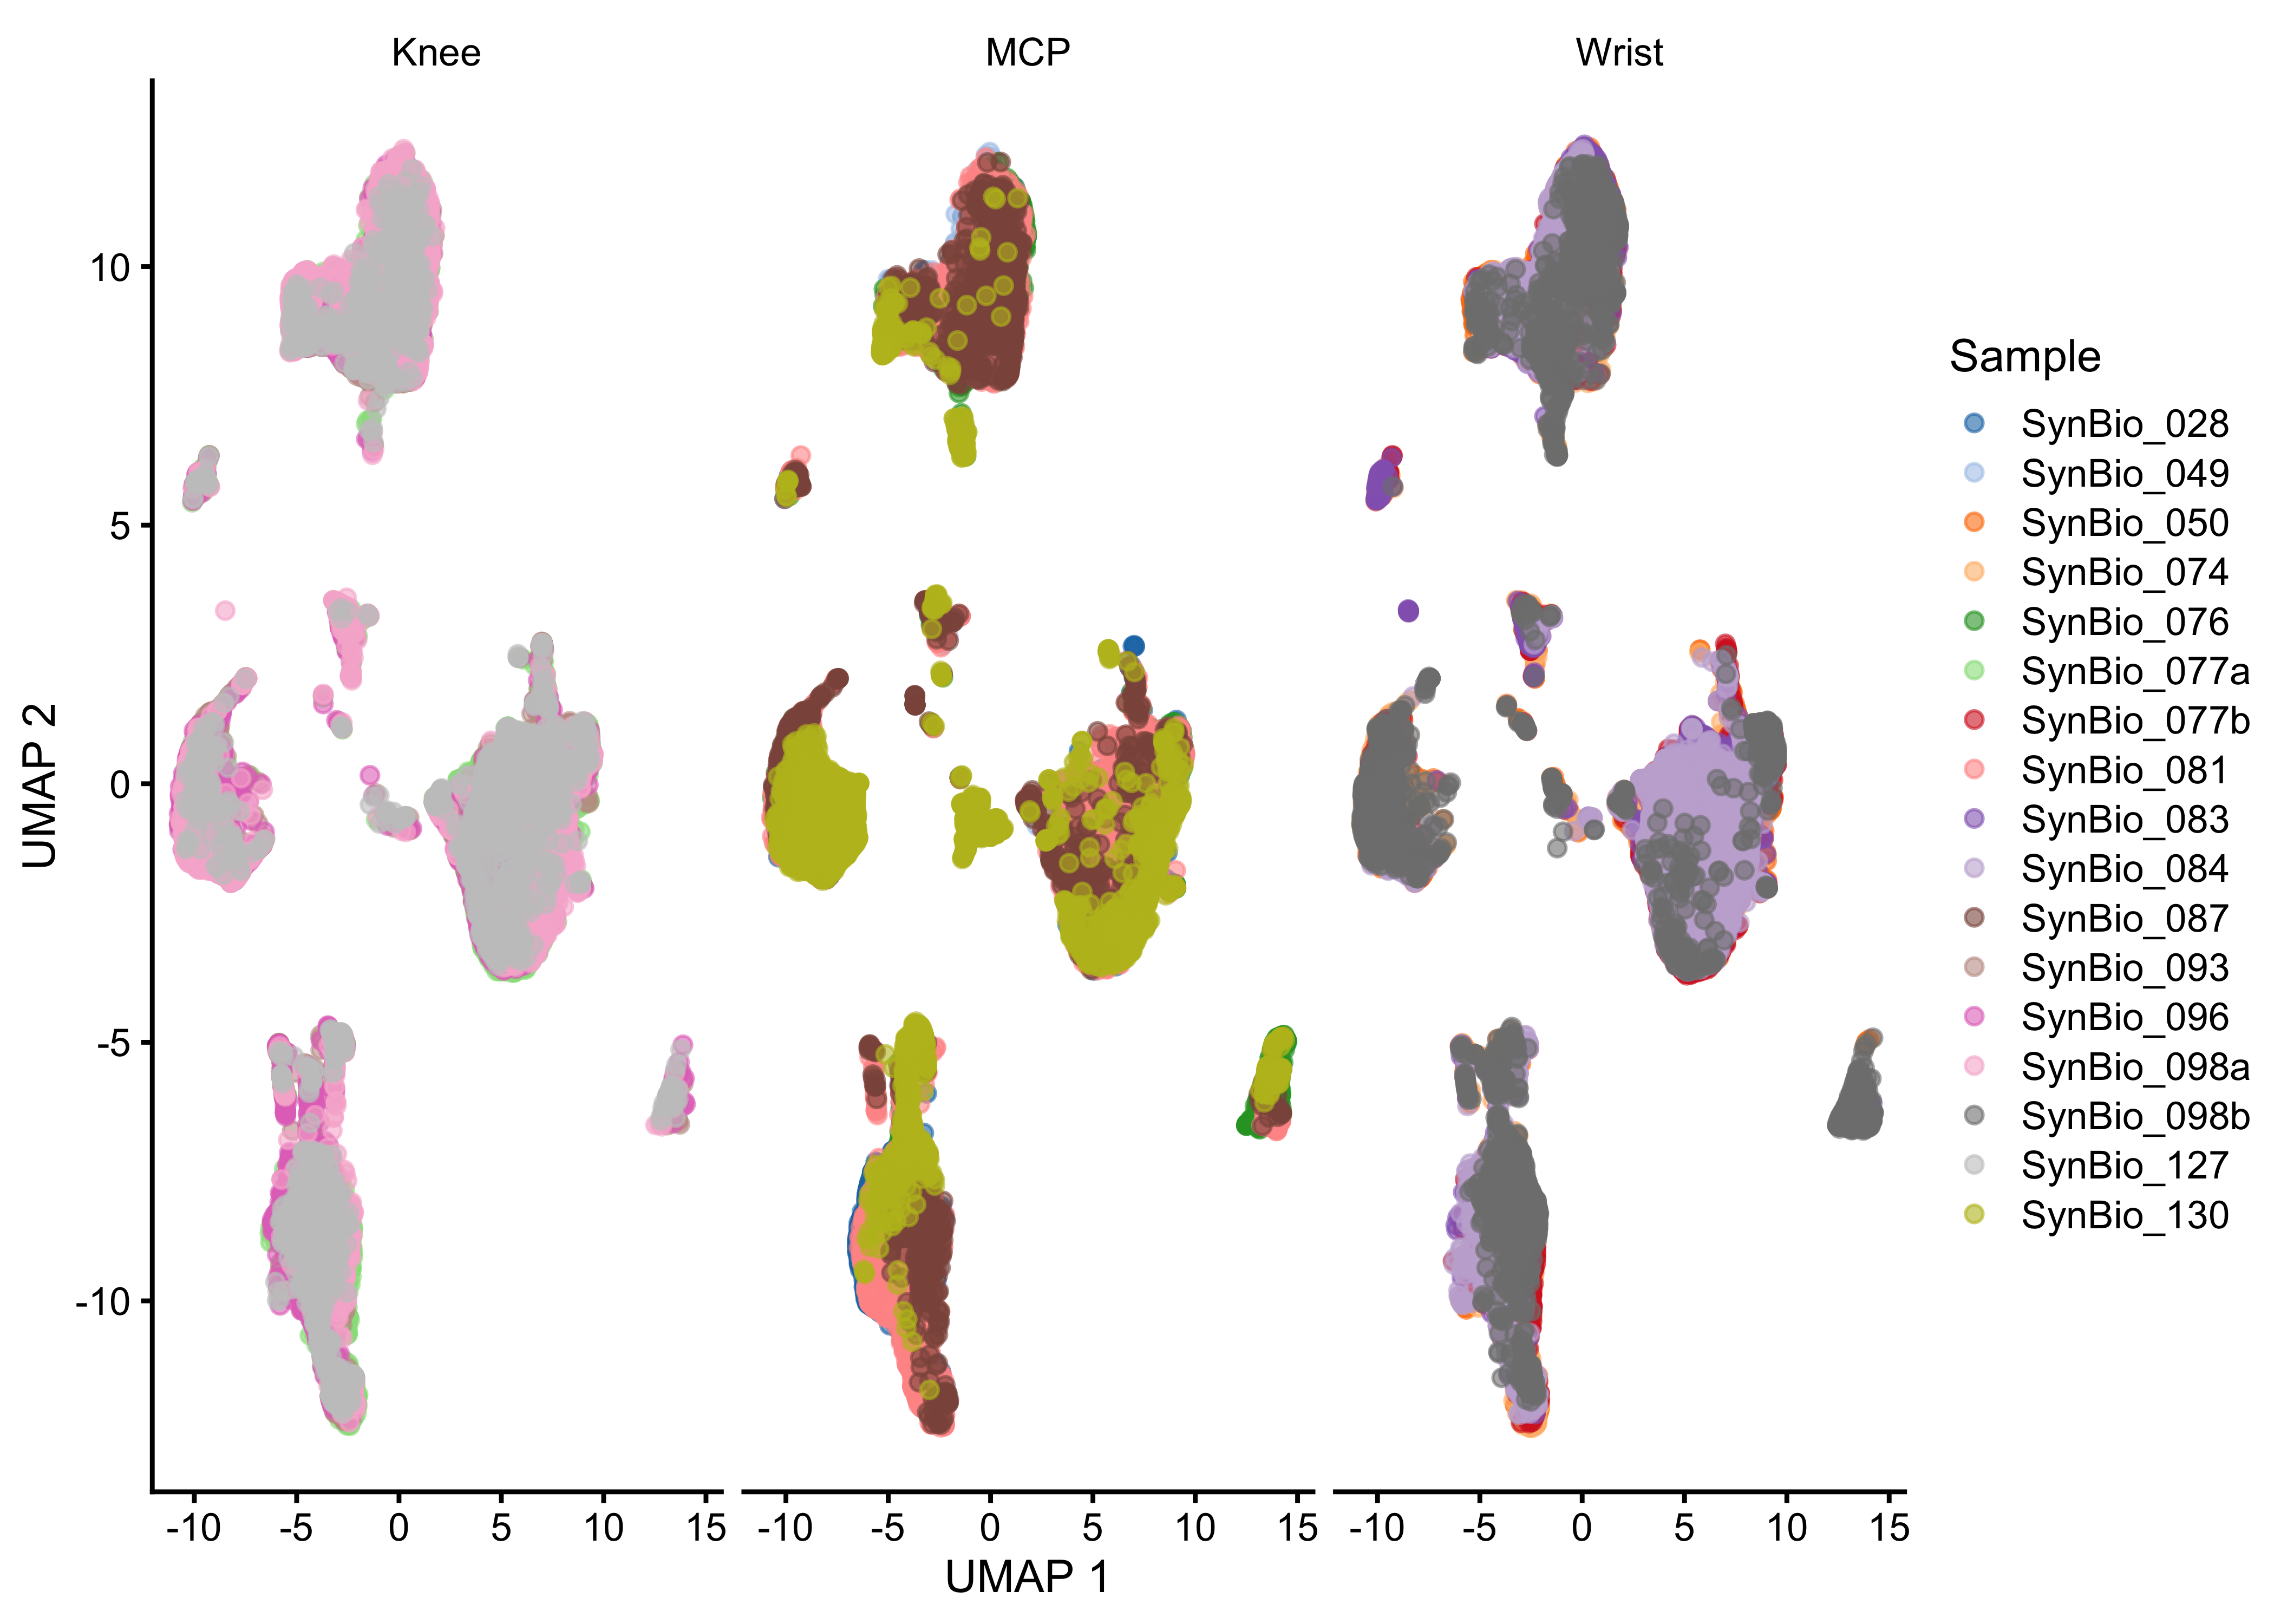 Knee MCP Wrist
10
5
0
-5
-10
UMAP 2
-10 -5 0 5 10 15 -10 -5 0 5 10 15 -10 -5 0 5 10 15
UMAP 1
Sample
SynBio_028
SynBio_049
SynBio_050
SynBio_074
SynBio_076
SynBio_077a
SynBio_077b
SynBio_081
SynBio_083
SynBio_084
SynBio_087
SynBio_093
SynBio_096
SynBio_098a
SynBio_098b
SynBio_127
SynBio_130